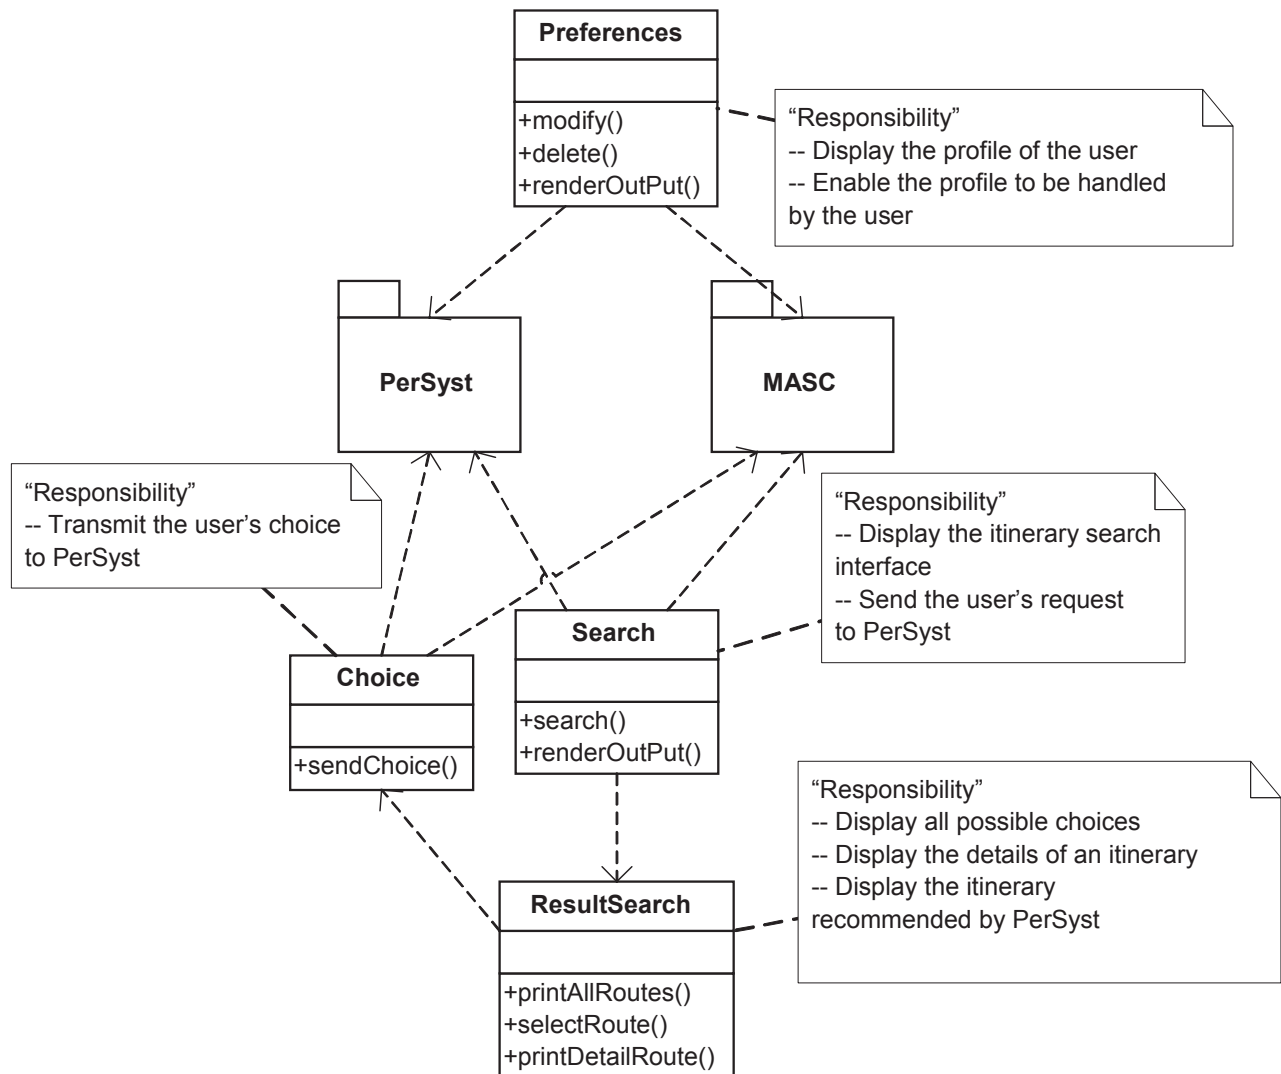 Preferences
+modify()
+delete()
+renderOutPut()
“Responsibility”
-- Display the profile of the user
-- Enable the profile to be handled
by the user
PerSyst
MASC
“Responsibility”
-- Transmit the user’s choice
to PerSyst
“Responsibility”
-- Display the itinerary search
interface
-- Send the user’s request
to PerSyst
Choice
+sendChoice()
Search
+search()
+renderOutPut()
“Responsibility”
-- Display all possible choices
-- Display the details of an itinerary
-- Display the itinerary
recommended by PerSyst
ResultSearch
+printAllRoutes()
+selectRoute()
+printDetailRoute()